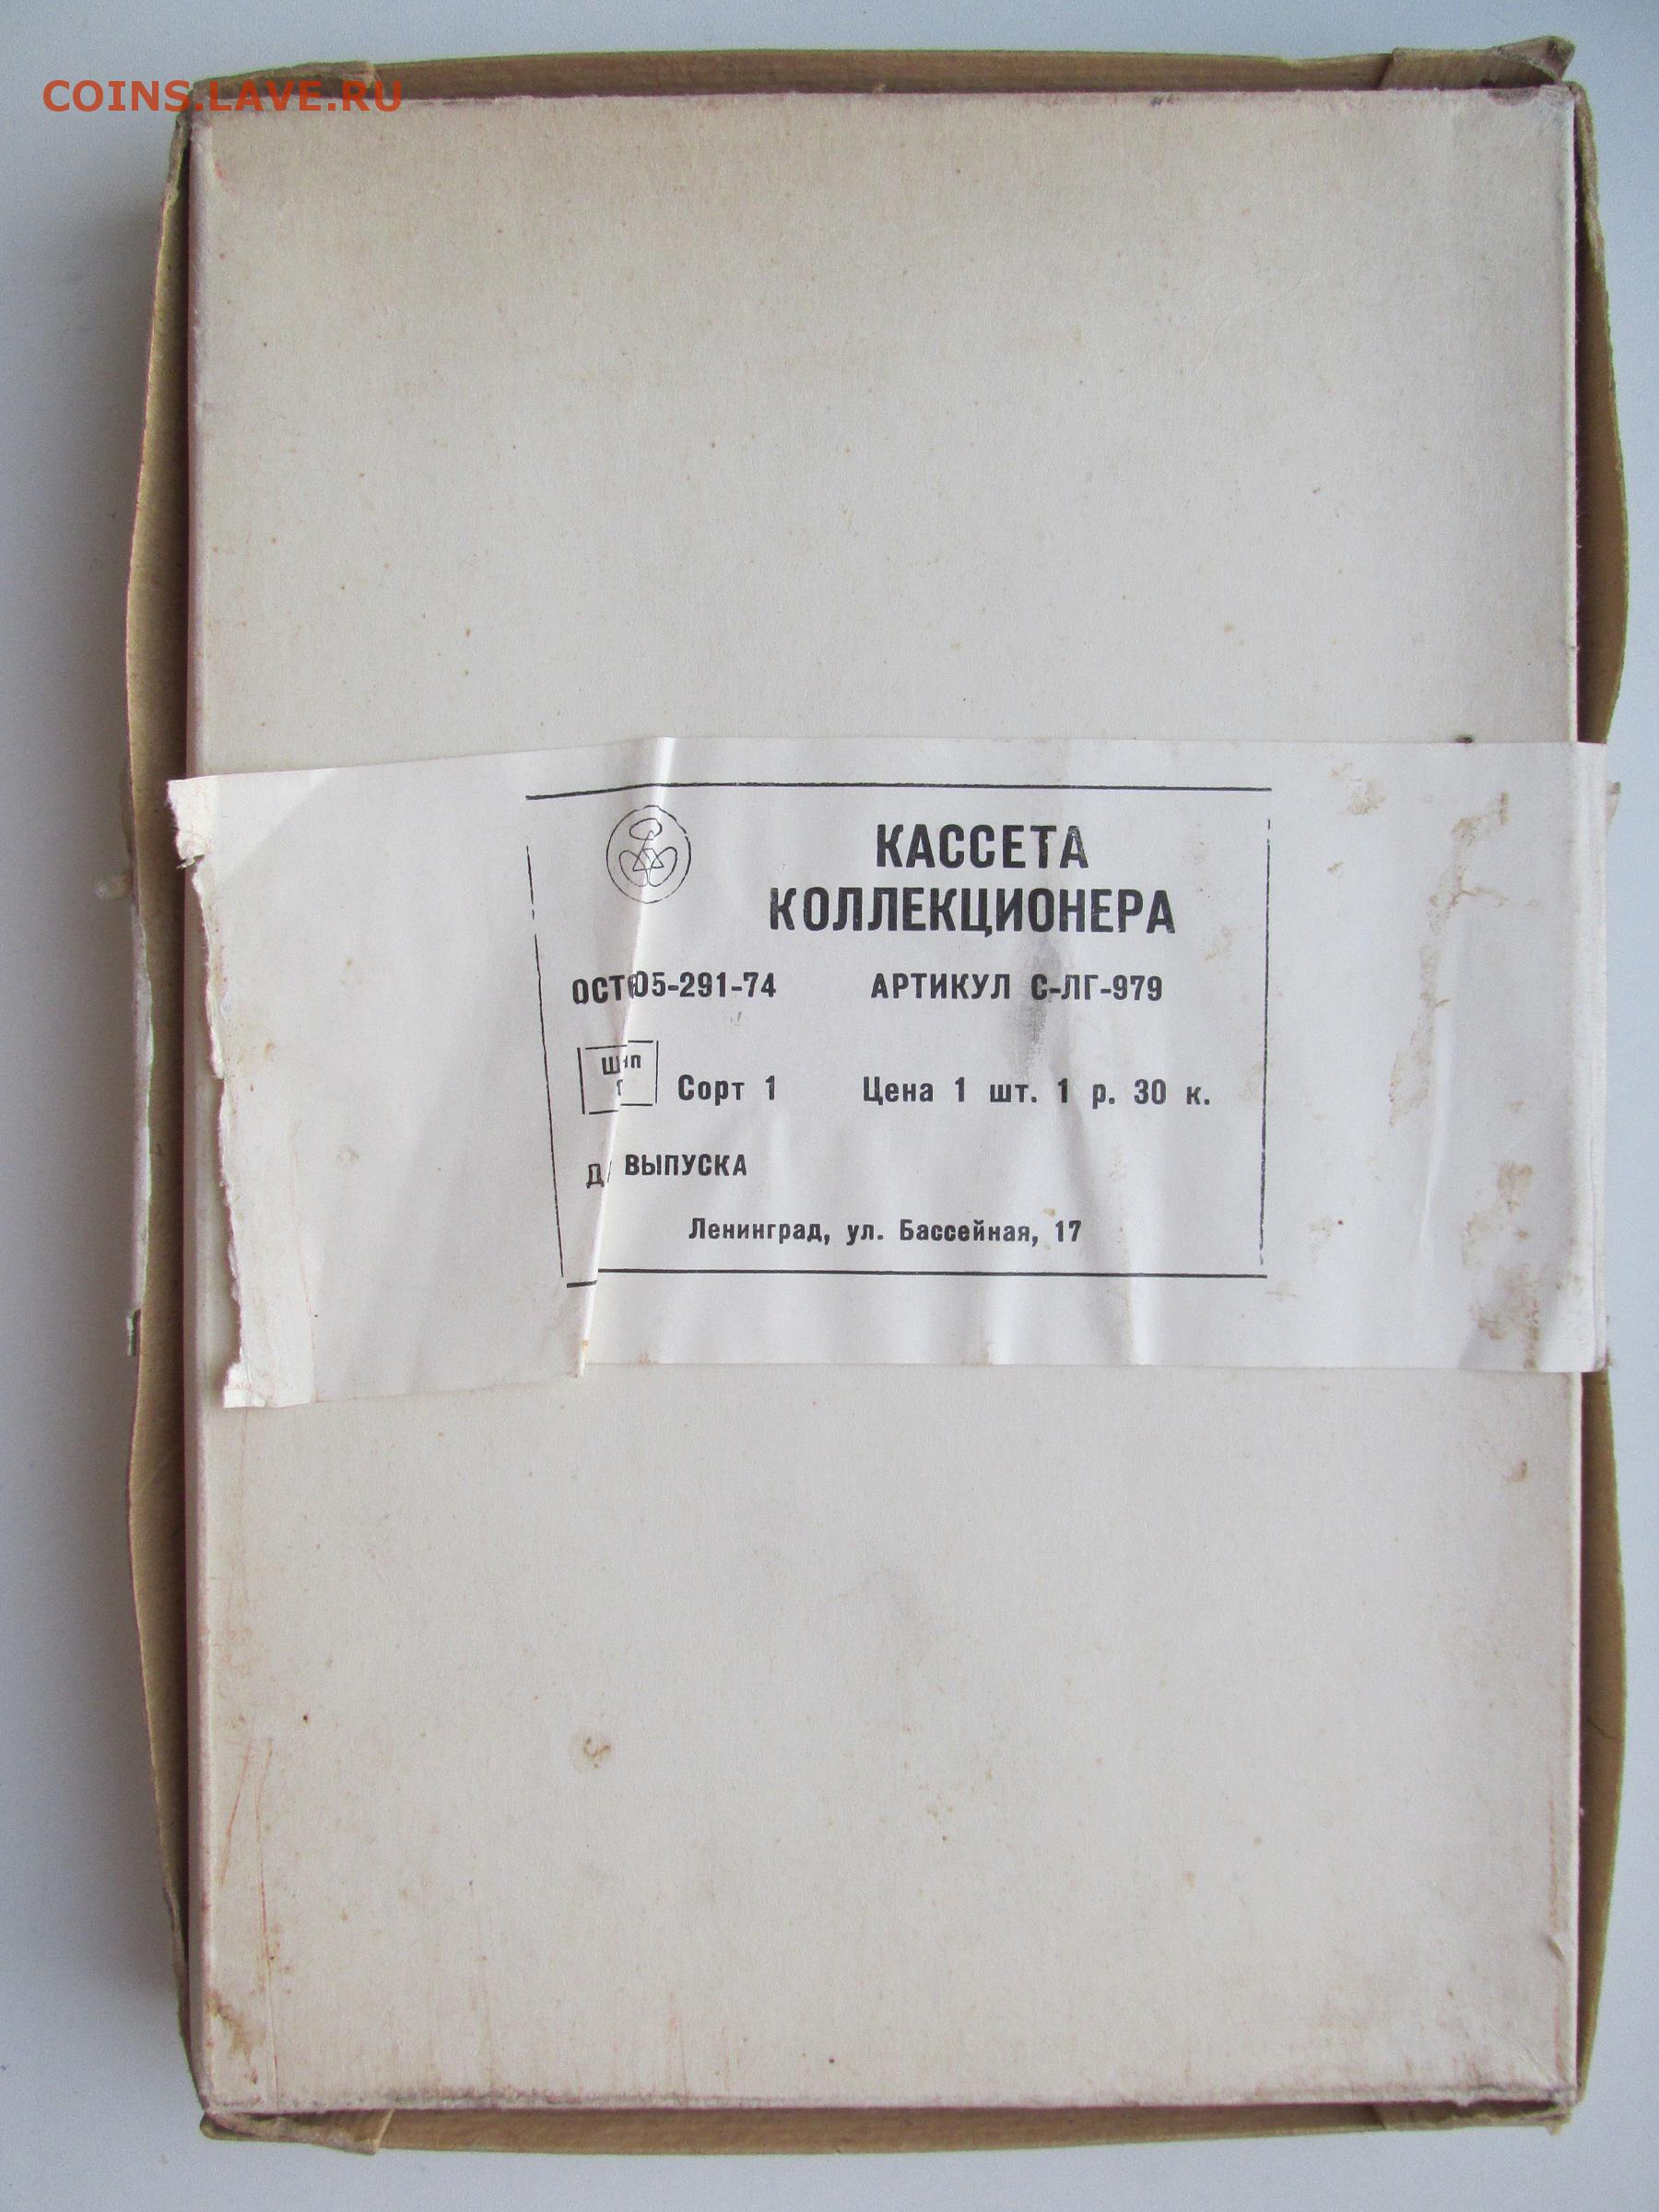 COINS.LAVE.RU
КАССЕТА
КОЛЛЕКЦИОНЕРА
ОСТ 05-291-74 АРТИКУЛ С-ЛГ-979
Сорт 1 Цена 1 шт. 1 р. 30 к.
ВЫПУСКА
Ленинград, ул. Бассейная, 17